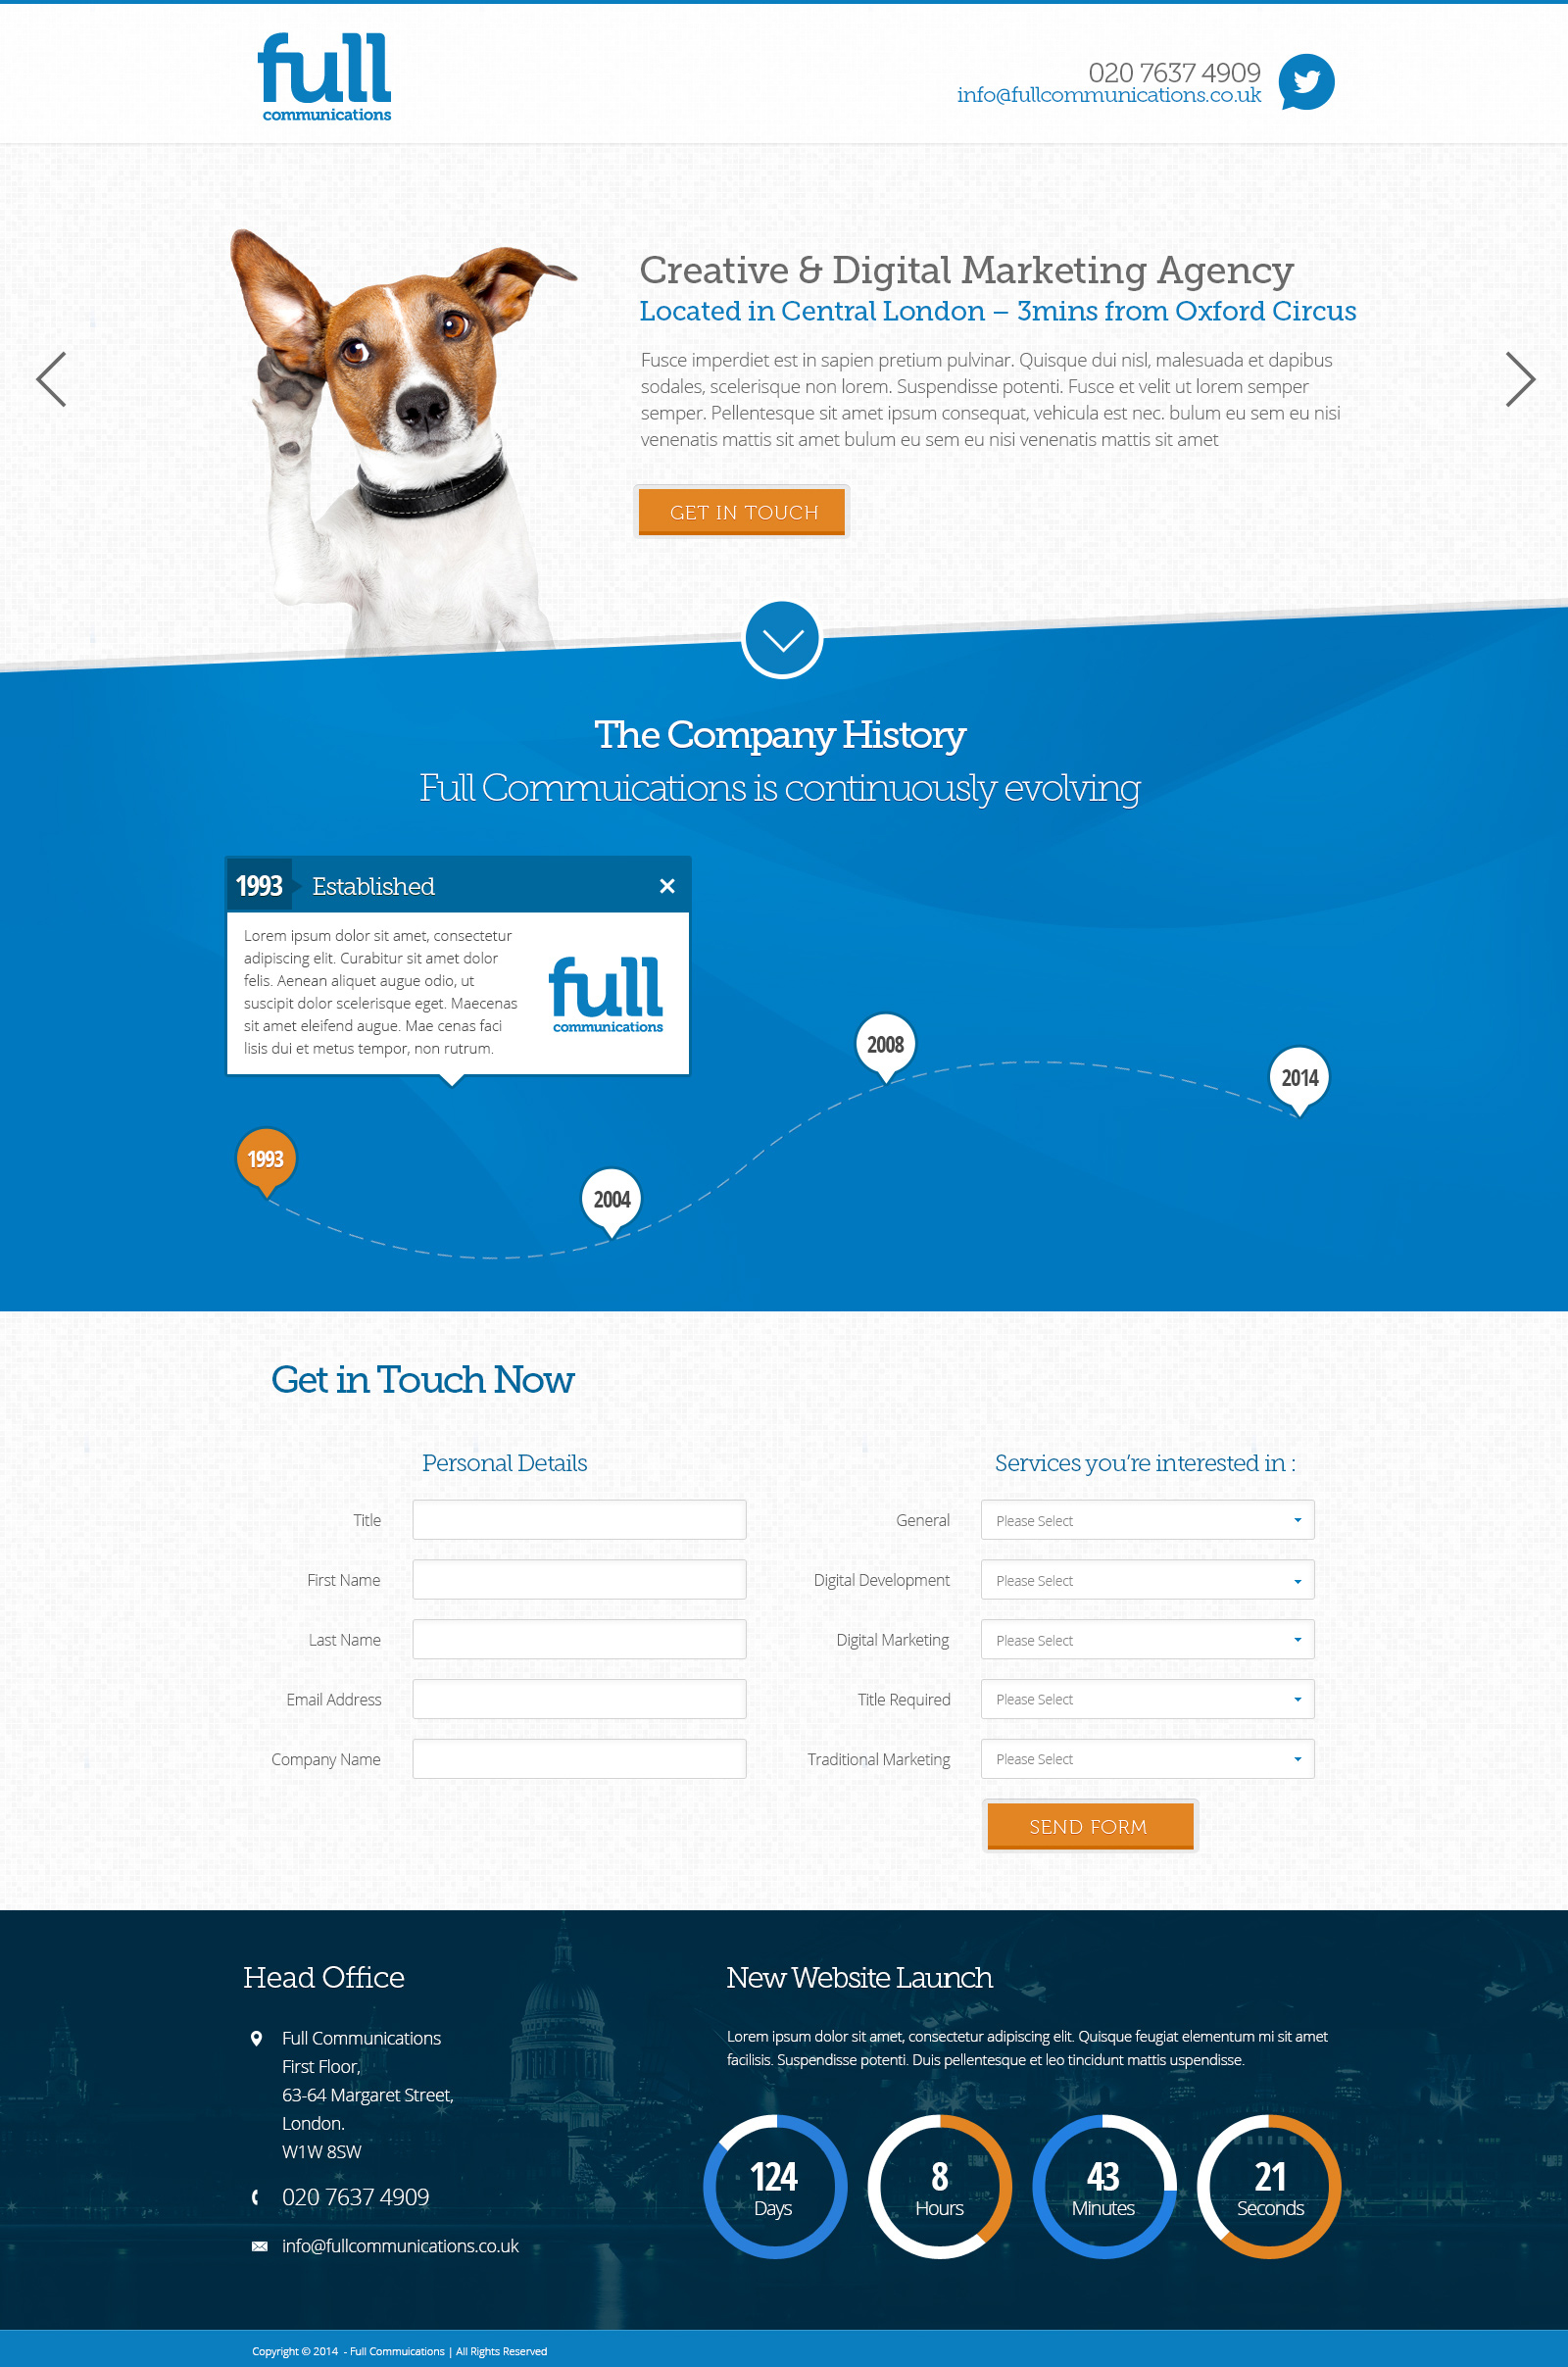 full
communications
020 7637 4909
info@fullcommunications.co.uk
Creative & Digital Marketing Agency
Located in Central London – 3mins from Oxford Circus
Fusce imperdiet est in sapien pretium pulvinar. Quisque dui nisl, malesuada et dapibus
sodales, scelerisque non lorem. Suspendisse potenti. Fusce et velit ut lorem semper
semper. Pellentesque sit amet ipsum consequat, vehicula est nec. bulum eu sem eu nisi
venenatis mattis sit amet bulum eu sem eu nisi venenatis mattis sit amet
GET IN TOUCH
The Company History
Full Commuications is continuously evolving
1993 Established
Lorem ipsum dolor sit amet, consectetur
adipiscing elit. Curabitur sit amet dolor
felis. Aenean aliquet augue odio, ut
suscipit dolor scelerisque eget. Maecenas
sit amet eleifend augue. Mae cenas faci
lisis dui et metus tempor, non rutrum.
full
communications
1993
2004
2008
2014
Get in Touch Now
Personal Details
Title
First Name
Last Name
Email Address
Company Name
Services you're interested in :
General Please Select
Digital Development Please Select
Digital Marketing Please Select
Title Required Please Select
Traditional Marketing Please Select
SEND FORM
Head Office
Full Communications
First Floor,
63-64 Margaret Street,
London.
W1W 8SW
020 7637 4909
info@fullcommunications.co.uk
New Website Launch
Lorem ipsum dolor sit amet, consectetur adipiscing elit. Quisque feugiat elementum mi sit amet
facilisis. Suspendisse potenti. Duis pellentesque et leo tincidunt mattis uspendisse.
124
Days
8
Hours
43
Minutes
21
Seconds
Copyright © 2014 - Full Commuications | All Rights Reserved